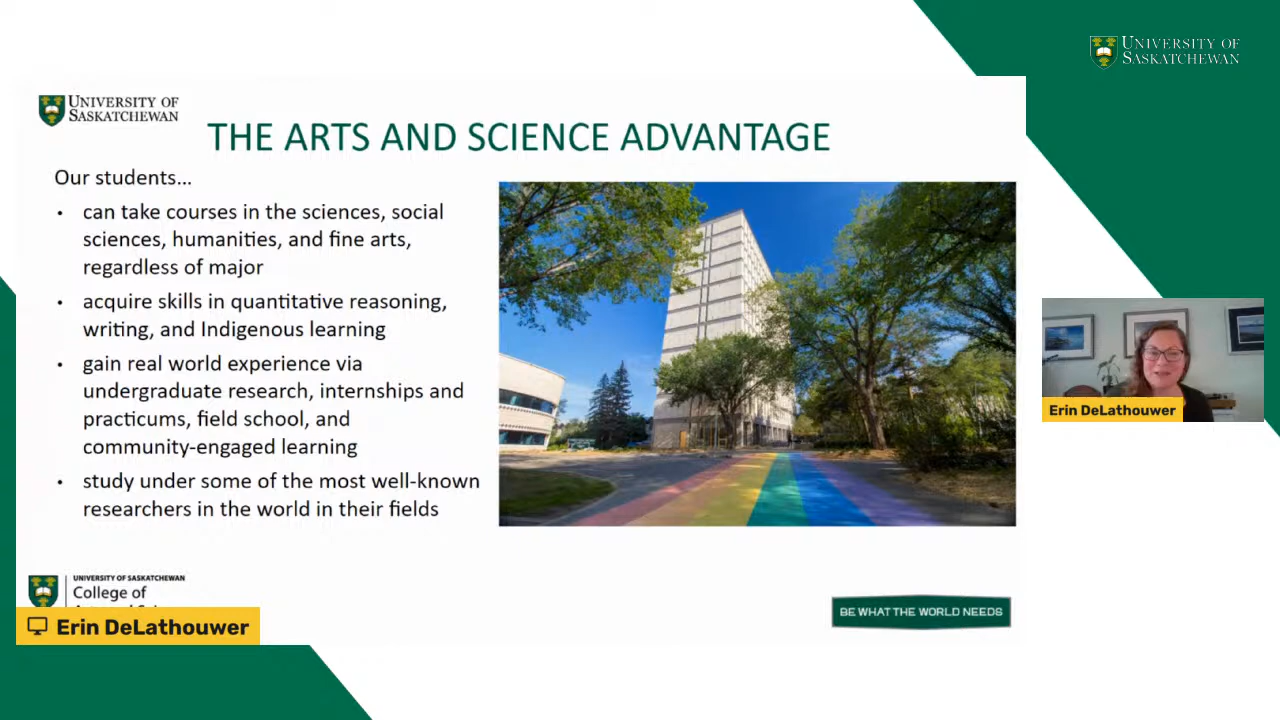 UNIVERSITY OF
SASKATCHEWAN
UNIVERSITY OF
SASKATCHEWAN
THE ARTS AND SCIENCE ADVANTAGE
Our students...
• can take courses in the sciences, social
sciences, humanities, and fine arts,
regardless of major
• acquire skills in quantitative reasoning,
writing, and Indigenous learning
• gain real world experience via
undergraduate research, internships and
practicums, field school, and
community-engaged learning
• study under some of the most well-known
researchers in the world in their fields
Erin DeLathouwer
UNIVERSITY OF SASKATCHEWAN
College of
BE WHAT THE WORLD NEEDS
Erin DeLathouwer